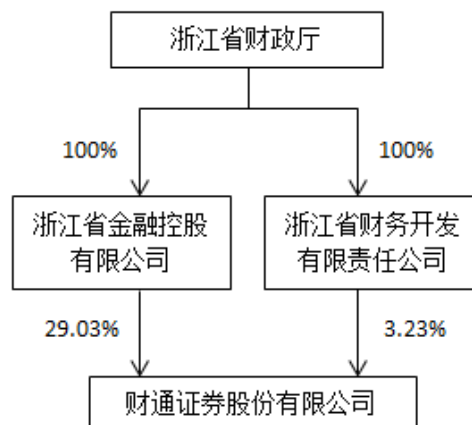 浙江省财政厅
100%
100%
浙江省金融控股
有限公司
浙江省财务开发
有限责任公司
29.03%
3.23%
财通证券股份有限公司